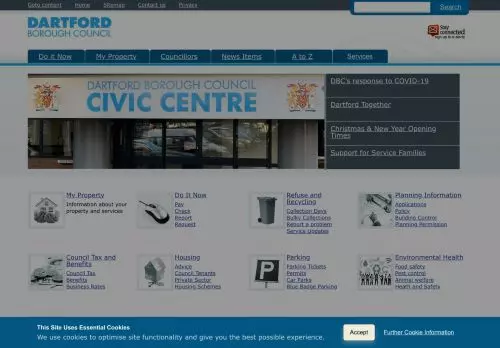 Goto content Home Sitemap Contact us Privacy
Search
DARTFORD
BOROUGH COUNCIL
Stay
connected
sign up to e-alerts
Do it Now My Property Councillors News Items A to Z Services
DARTFORD BOROUGH COUNCIL
CIVIC CENTRE
DBC's response to COVID-19
Dartford Together
Christmas & New Year Opening
Times
Support for Service Families
My Property
Information about your
property and services
Do It Now
Pay
Check
Report
Request
Refuse and
Recycling
Collection Days
Bulky Collections
Report a problem
Service Updates
Planning Information
Applications
Policy
Building Control
Planning Permission
Council Tax and
Benefits
Council Tax
Benefits
Business Rates
Housing
Advice
Council Tenants
Private Sector
Housing Schemes
Parking
Parking Tickets
Permits
Car Parks
Blue Badge Parking
Environmental Health
Food safety
Pest control
Animal welfare
Health and Safety
This Site Uses Essential Cookies
We use cookies to optimise site functionality and give you the best possible experience.
Accept
Further Cookie Information